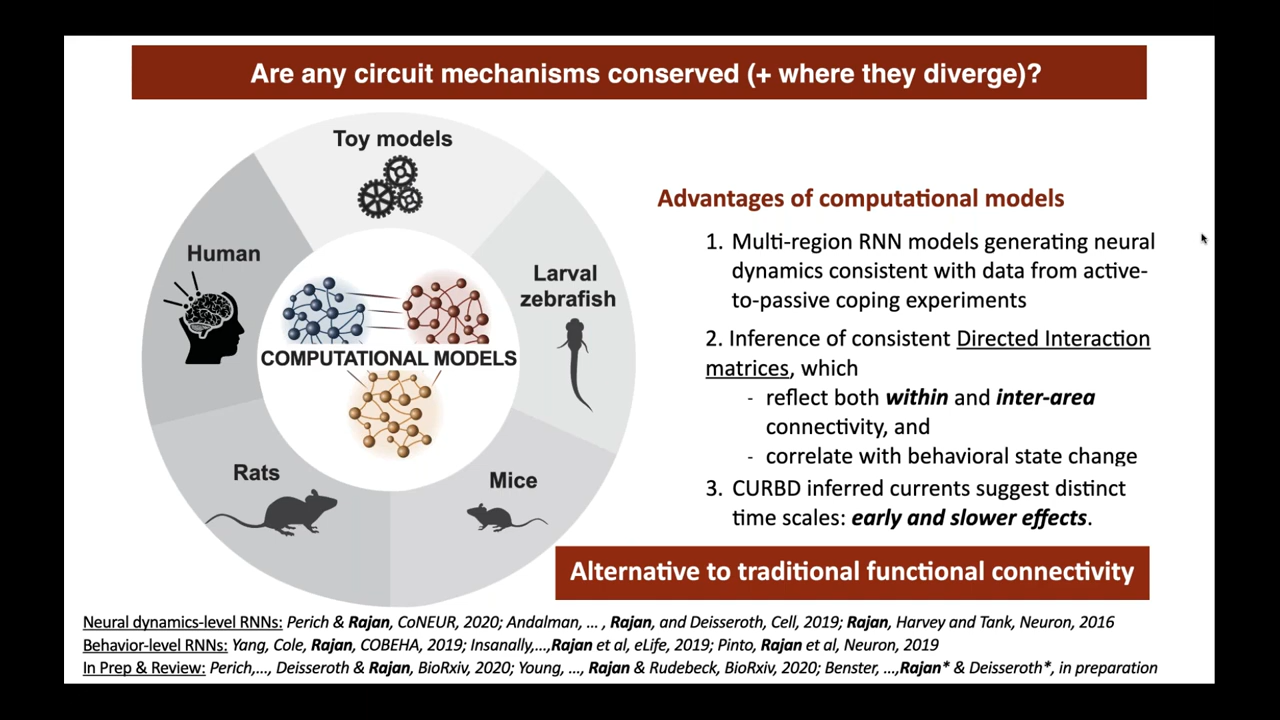 Are any circuit mechanisms conserved (+ where they diverge)?
Toy models
Human
Larval
zebrafish
COMPUTATIONAL MODELS
Rats
Mice
Advantages of computational models
1. Multi-region RNN models generating neural
dynamics consistent with data from active-
to-passive coping experiments
2. Inference of consistent Directed Interaction
matrices, which
- reflect both within and inter-area
connectivity, and
- correlate with behavioral state change
3. CURBD inferred currents suggest distinct
time scales: early and slower effects.
Alternative to traditional functional connectivity
Neural dynamics-level RNNs: Perich & Rajan, CoNEUR, 2020; Andalman, ... , Rajan, and Deisseroth, Cell, 2019; Rajan, Harvey and Tank, Neuron, 2016
Behavior-level RNNs: Yang, Cole, Rajan, COBEHA, 2019; Insanally,...,Rajan et al, eLife, 2019; Pinto, Rajan et al, Neuron, 2019
In Prep & Review: Perich,..., Deisseroth & Rajan, BioRxiv, 2020; Young, ..., Rajan & Rudebeck, BioRxiv, 2020; Benster, ...,Rajan* & Deisseroth*, in preparation